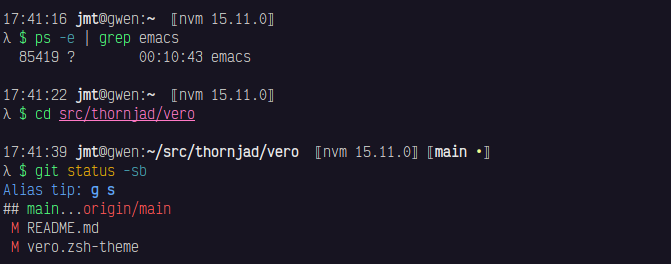 17:41:16 jmt@gwen:~ ⟦nvm 15.11.0⟧
λ $ ps -e | grep emacs
85419 ? 00:10:43 emacs
17:41:22 jmt@gwen:~ ⟦nvm 15.11.0⟧
λ $ cd src/thornjad/vero
17:41:39 jmt@gwen:~/src/thornjad/vero ⟦nvm 15.11.0⟧ ⟦main •⟧
λ $ git status -sb
Alias tip: g s
## main...origin/main
M README.md
M vero.zsh-theme